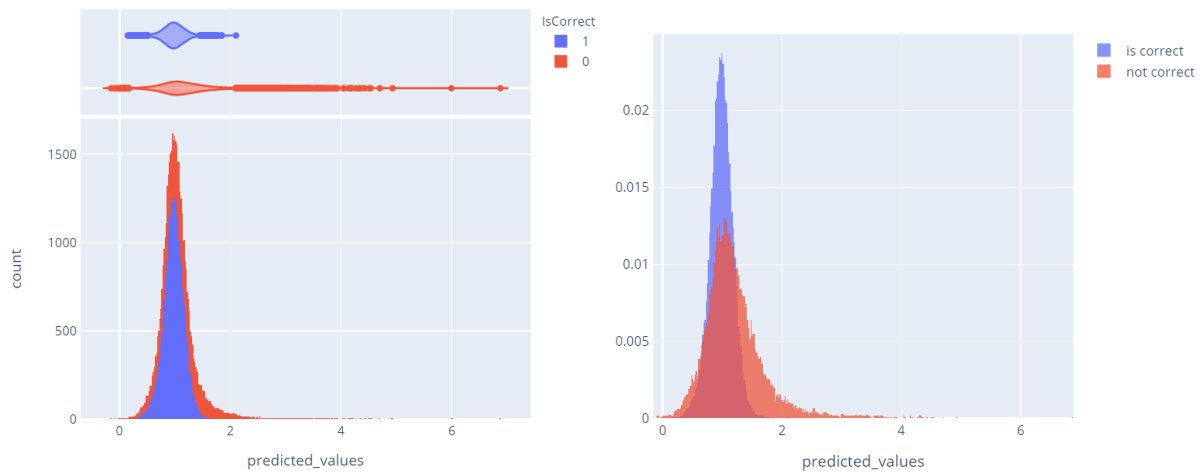 IsCorrect
1
0
1500
1000
500
0
count
0 2 4 6
predicted_values
is correct
not correct
0.02
0.015
0.01
0.005
0
0 2 4 6
predicted_values